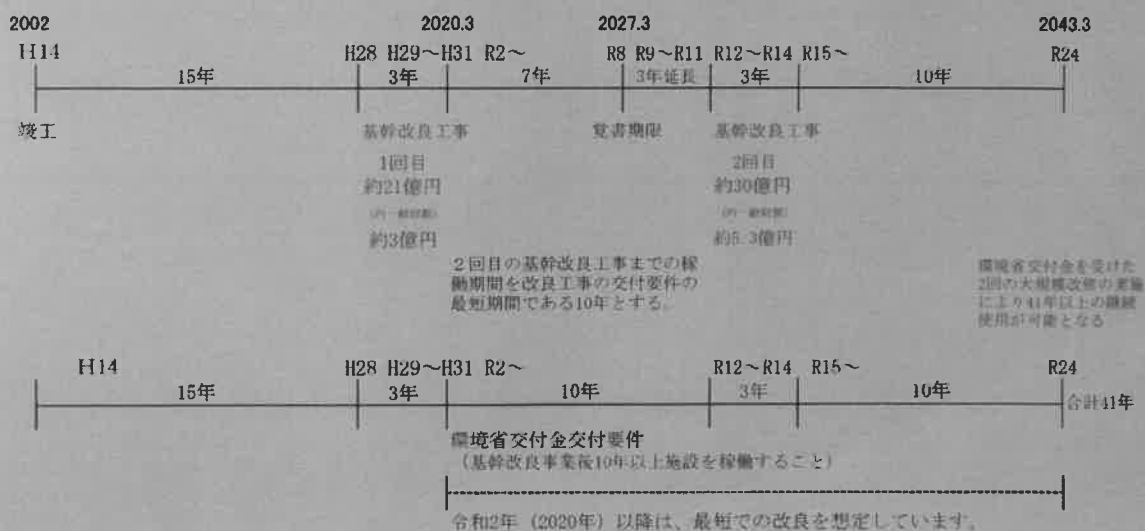 2002 2020.3 2027.3 2043.3
H14 H28 H29～H31 R2～ R8 R9～R11 R12～R14 R15～ R24
15年 3年 7年 3年延長 3年 10年
竣工 基幹改良工事 覚書期限 基幹改良工事
1回目 2回目
約21億円 約30億円
約3億円 約5.3億円
2回目の基幹改良工事までの稼
働期間を改良工事の交付要件の
最短期間である10年とする。
環境省交付金を受けた
2回の大規模改修の実施
により41年以上の継続
使用が可能となる
H14 H28 H29～H31 R2～ R12～R14 R15～ R24
15年 3年 10年 3年 10年 合計41年
環境省交付金交付要件
(基幹改良事業後10年以上施設を稼働すること)
令和2年（2020年）以降は、最短での改良を想定しています。